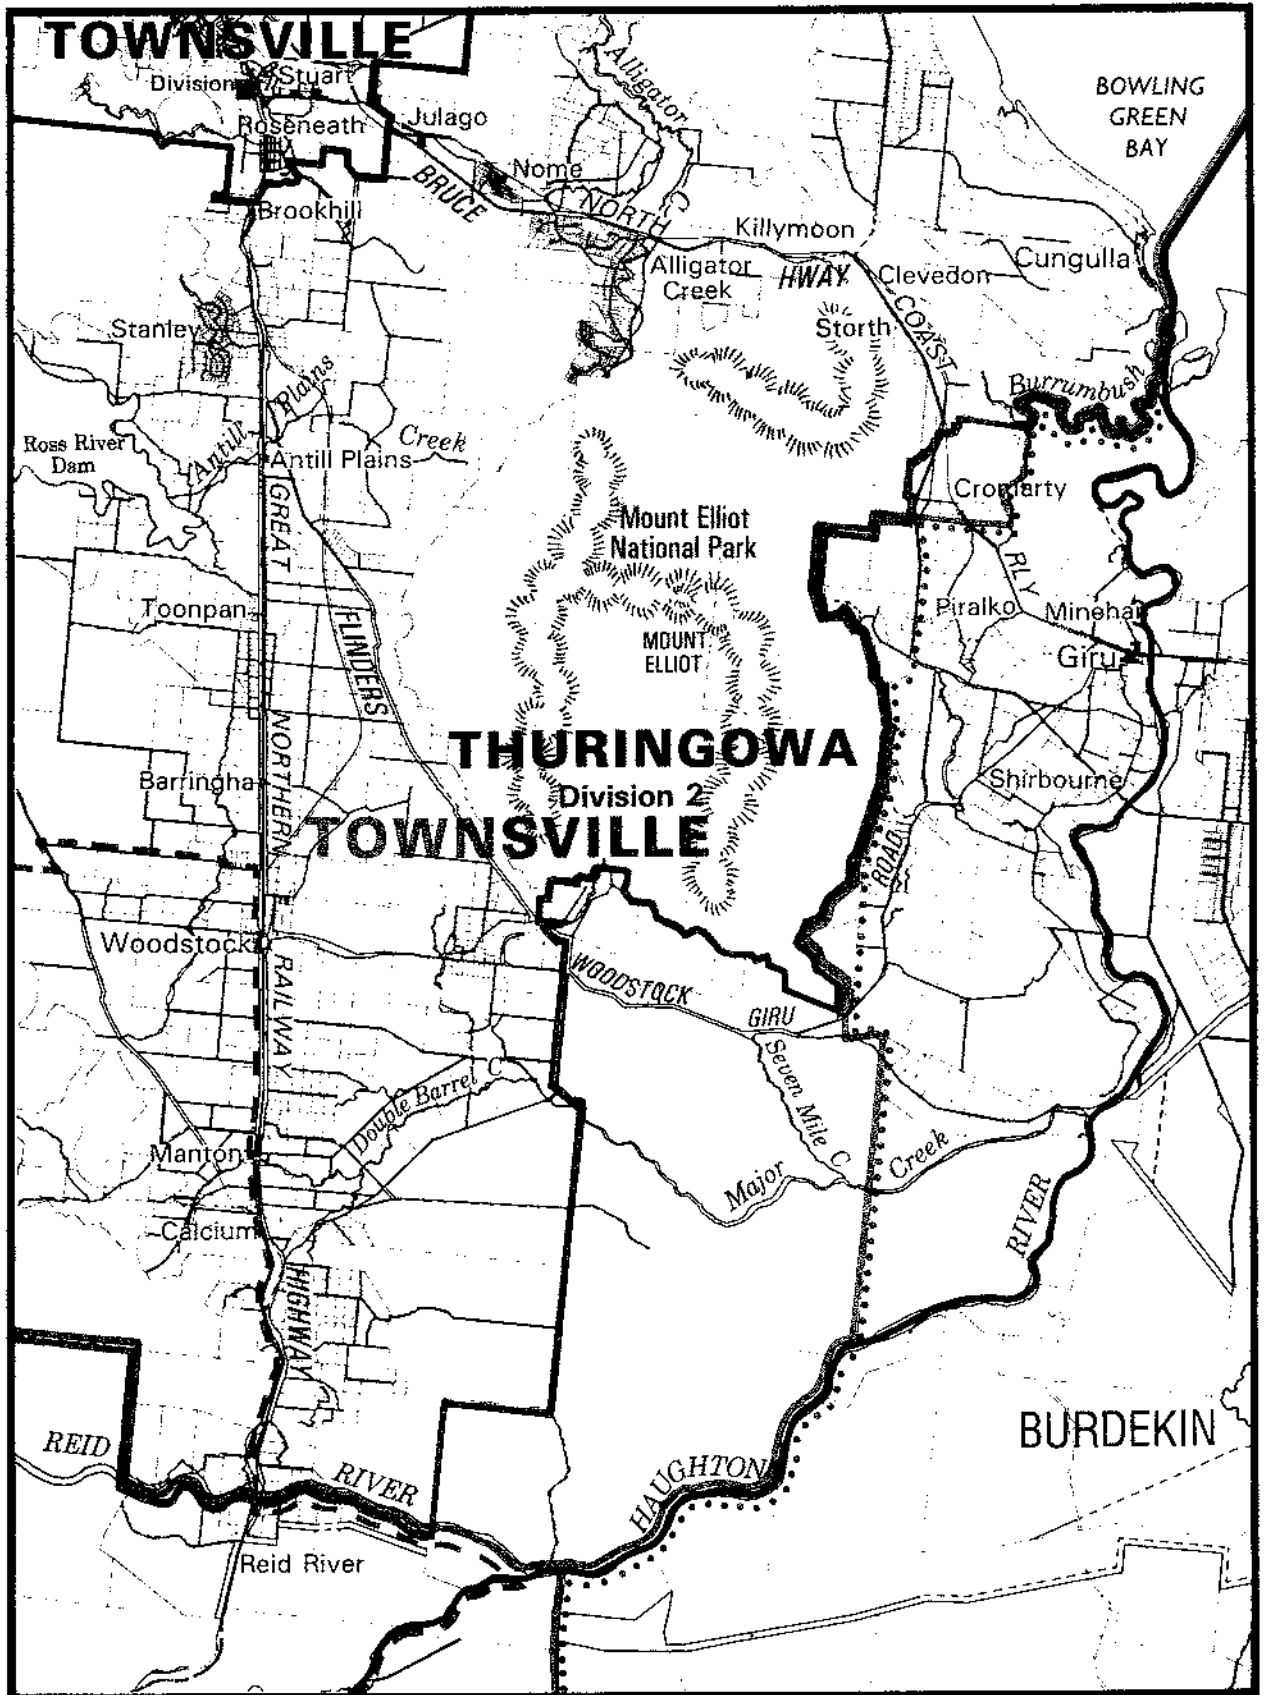 TOWNSVILLE
Division
Stuart
Roseneath
Julago
Alligator
C
BOWLING
GREEN
BAY
Nome
BRUCE
NORTH
Brookhill
Killymoon
Cungulla
Alligator
Creek
HWAY
Clevedon
COAST
Stanley
Storth
Burrumbush
Antill Plains
Creek
Ross River
Dam
Antill Plains
Cromarty
GREAT
Mount Elliot
National Park
RLY
Toonpan
FLINDERS
Piralko
Minehan
MOUNT
ELLIOT
Giru
NORTHERN
THURINGOWA
Division 2
TOWNSVILLE
Barringha
Shirbourne
ROAD
Woodstock
RAILWAY
WOODSTOCK
GIRU
Seven Mile C
Double Barrel C
Manton
Major
Creek
Calcium
RIVER
HIGHWAY
BURDEKIN
REID
RIVER
HAUGHTON
Reid River